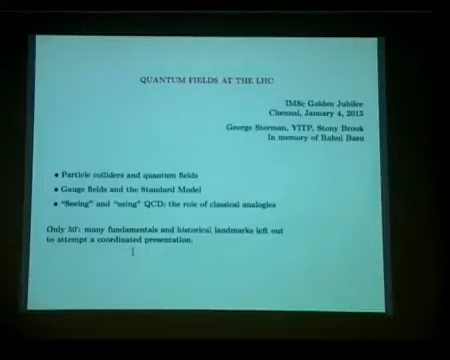 QUANTUM FIELDS AT THE LHC
IMSc Golden Jubilee
Chennai, January 4, 2013
George Sterman, YITP, Stony Brook
In memory of Rahul Basu
• Particle colliders and quantum fields
• Gauge fields and the Standard Model
• "Seeing" and "using" QCD: the role of classical analogies
Only 50': many fundamentals and historical landmarks left out
to attempt a coordinated presentation.